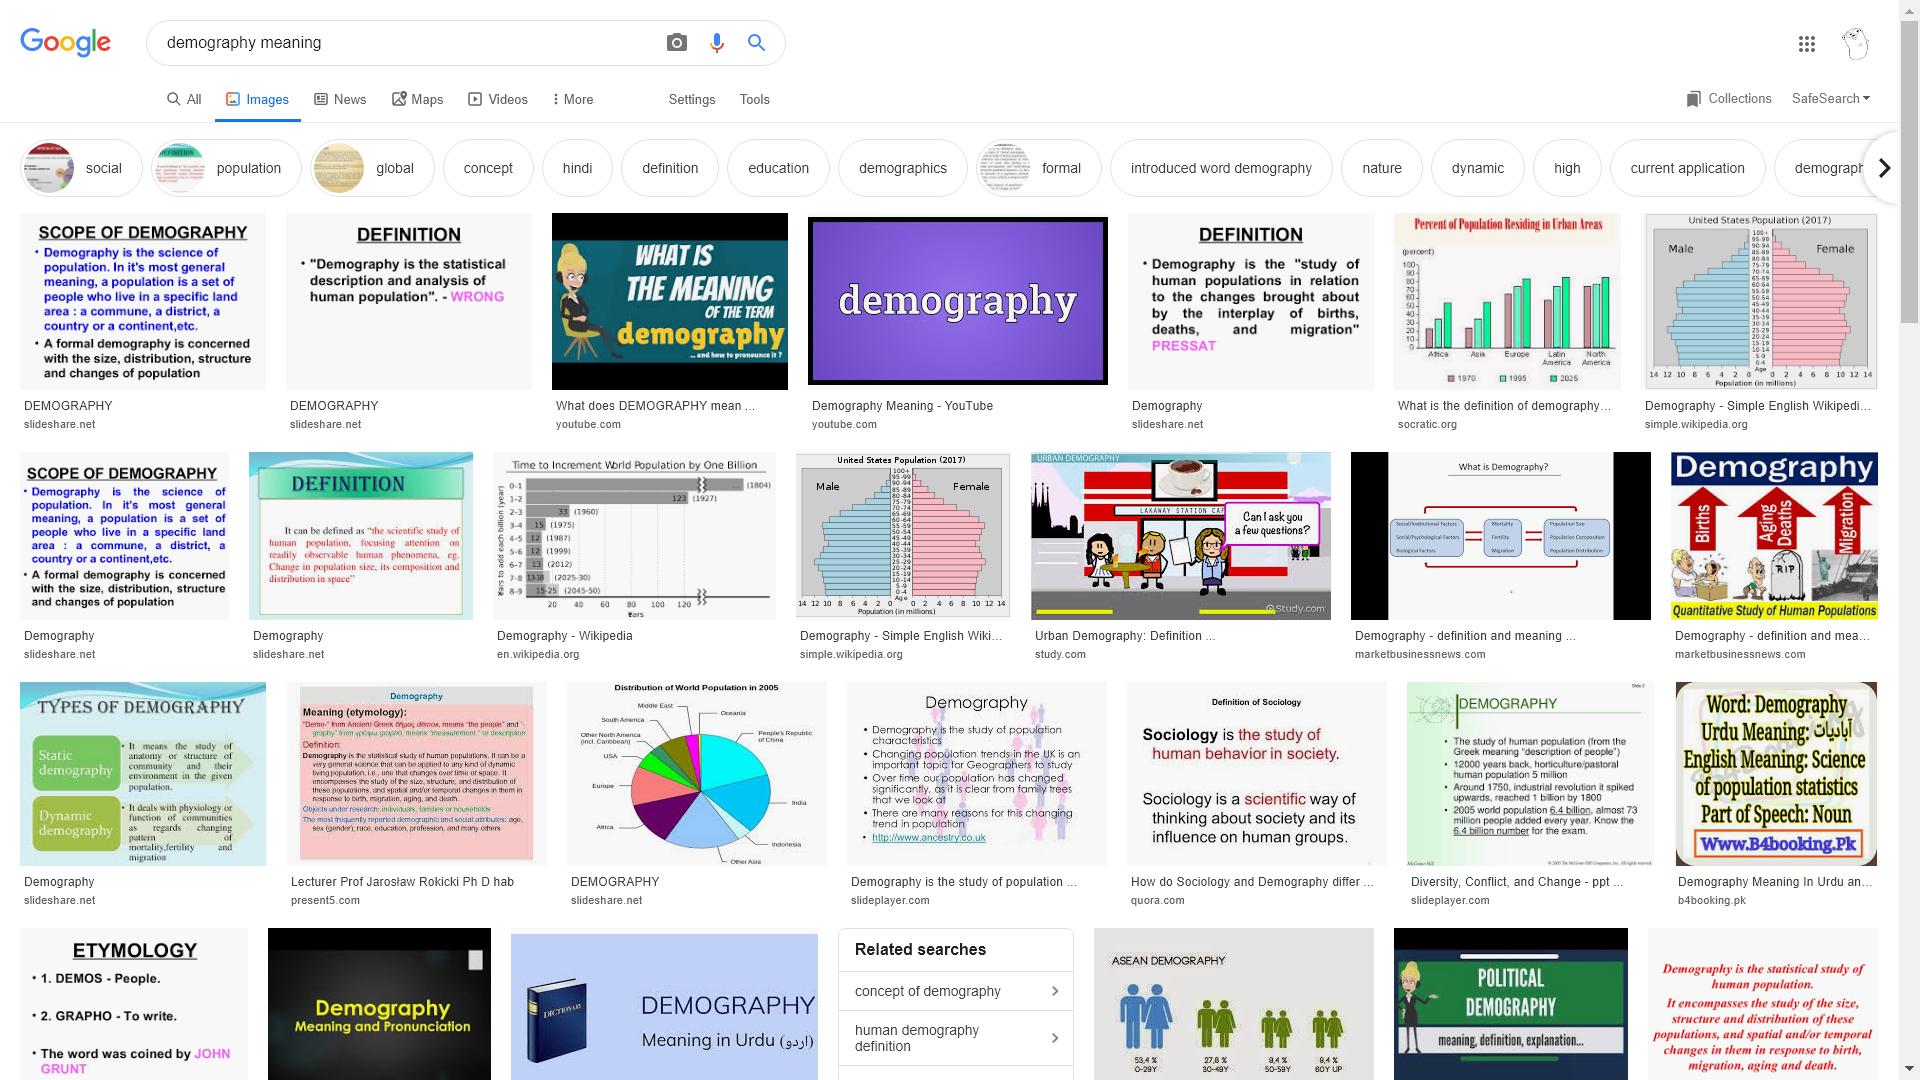 Google
demography meaning
All
Images
News
Maps
Videos
More
Settings
Tools
Collections
SafeSearch
social
population
global
concept
hindi
definition
education
demographics
formal
introduced word demography
nature
dynamic
high
current application
demograph
SCOPE OF DEMOGRAPHY
• Demography is the science of
population. In it's most general
meaning, a population is a set of
people who live in a specific land
area : a commune, a district, a
country or a continent,etc.
• A formal demography is concerned
with the size, distribution, structure
and changes of population
DEMOGRAPHY
slideshare.net
DEFINITION
• "Demography is the statistical
description and analysis of
human population". - WRONG
DEMOGRAPHY
slideshare.net
WHAT IS
THE MEANING
OF THE TERM
demography
... and how to pronounce it ?
What does DEMOGRAPHY mean ...
youtube.com
demography
Demography Meaning - YouTube
youtube.com
DEFINITION
• Demography is the "study of
human populations in relation
to the changes brought about
by the interplay of births,
deaths, and migration"
PRESSAT
Demography
slideshare.net
Percent of Population Residing in Urban Areas
(percent)
100
90
80
70
60
50
40
30
20
10
0
Africa
Asia
Europe
Latin America
North America
1970
1995
2025
What is the definition of demography...
socratic.org
United States Population (2017)
Male
Female
14 12 10 8 6 4 2 0
Age
0 2 4 6 8 10 12 14
Population (in millions)
Demography - Simple English Wikipedi...
simple.wikipedia.org
SCOPE OF DEMOGRAPHY
• Demography is the science of
population. In it's most general
meaning, a population is a set of
people who live in a specific land
area : a commune, a district, a
country or a continent,etc.
• A formal demography is concerned
with the size, distribution, structure
and changes of population
Demography
slideshare.net
DEFINITION
It can be defined as "the scientific study of
human population, focusing attention on
readily observable human phenomena, eg.
Change in population size, its composition and
distribution in space"
Demography
slideshare.net
Time to Increment World Population by One Billion
Years to add each billion (year)
0-1 ... (1804)
1-2 123 (1927)
2-3 33 (1960)
3-4 15 (1975)
4-5 12 (1987)
5-6 12 (1999)
6-7 13 (2012)
7-8 13-18 (2025-30)
8-9 15-25 (2045-50)
20 40 60 80 100 120
Years
Demography - Wikipedia
en.wikipedia.org
United States Population (2017)
Male
Female
14 12 10 8 6 4 2 0
Age
0 2 4 6 8 10 12 14
Population (in millions)
Demography - Simple English Wiki...
simple.wikipedia.org
URBAN DEMOGRAPHY
LAKAWAY STATION CAF
Can I ask you
a few questions?
Study.com
Urban Demography: Definition ...
study.com
What is Demography?
Social/Institutional Factors
Social/Psychological Factors
Biological Factors
Mortality
Fertility
Migration
Population Size
Population Composition
Population Distribution
Demography - definition and meaning ...
marketbusinessnews.com
Demography
Births
Aging
Deaths
Migration
RIP
Quantitative Study of Human Populations
Demography - definition and mea...
marketbusinessnews.com
TYPES OF DEMOGRAPHY
Static
demography
• It means the study of
anatomy or structure of
community and their
environment in the given
population.
Dynamic
demography
• It deals with physiology or
function of communities
as regards changing
pattern of
mortality,fertility and
migration
Demography
slideshare.net
Demography
Meaning (etymology):
"Demo-" from Ancient Greek δῆμος dēmos, means "the people" and "-
graphy" from γράφω graphō, means "measurement" or description
Definition:
Demography is the statistical study of human populations. It can be a
very general science that can be applied to any kind of dynamic
living population, i.e., one that changes over time or space. It
encompasses the study of the size, structure, and distribution of
these populations, and spatial and/or temporal changes in them in
response to birth, migration, aging, and death.
Objects under research: individuals, families or households
The most frequently reported demographic and social attributes: age,
sex (gender), race, education, profession, and many others
Lecturer Prof Jarosław Rokicki Ph D hab
present5.com
Distribution of World Population in 2005
Middle East
Oceania
South America
Other North America
(incl. Caribbean)
People's Republic
of China
USA
Europe
India
Africa
Indonesia
Other Asia
DEMOGRAPHY
slideshare.net
Demography
• Demography is the study of population
characteristics
• Changing population trends in the UK is an
important topic for Geographers to study
• Over time our population has changed
significantly, as it is clear from family trees
that we look at
• There are many reasons for this changing
trend in population
• http://www.ancestry.co.uk
Demography is the study of population ...
slideplayer.com
Definition of Sociology
Sociology is the study of
human behavior in society.
Sociology is a scientific way of
thinking about society and its
influence on human groups.
How do Sociology and Demography differ ...
quora.com
Slide 2
DEMOGRAPHY
• The study of human population (from the
Greek meaning "description of people")
• 12000 years back, horticulture/pastoral
human population 5 million
• Around 1750, industrial revolution it spiked
upwards, reached 1 billion by 1800
• 2005 world population 6.4 billion, almost 73
million people added every year. Know the
6.4 billion number for the exam.
Diversity, Conflict, and Change - ppt ...
slideplayer.com
Word: Demography
Urdu Meaning: آبادیات
English Meaning: Science
of population statistics
Part of Speech: Noun
Www.B4booking.Pk
Demography Meaning In Urdu an...
b4booking.pk
ETYMOLOGY
• 1. DEMOS - People.
• 2. GRAPHO - To write.
• The word was coined by JOHN
GRUNT
Demography
Meaning and Pronunciation
DICTIONARY
DEMOGRAPHY
Meaning in Urdu (اردو)
Related searches
concept of demography
human demography
definition
ASEAN DEMOGRAPHY
53,4 %
0-29Y
27,8 %
30-49Y
9,4 %
50-59Y
9,4 %
60Y UP
POLITICAL
DEMOGRAPHY
meaning, definition, explanation...
Demography is the statistical study of
human population.
It encompasses the study of the size,
structure and distribution of these
populations, and spatial and/or temporal
changes in them in response to birth,
migration, aging and death.